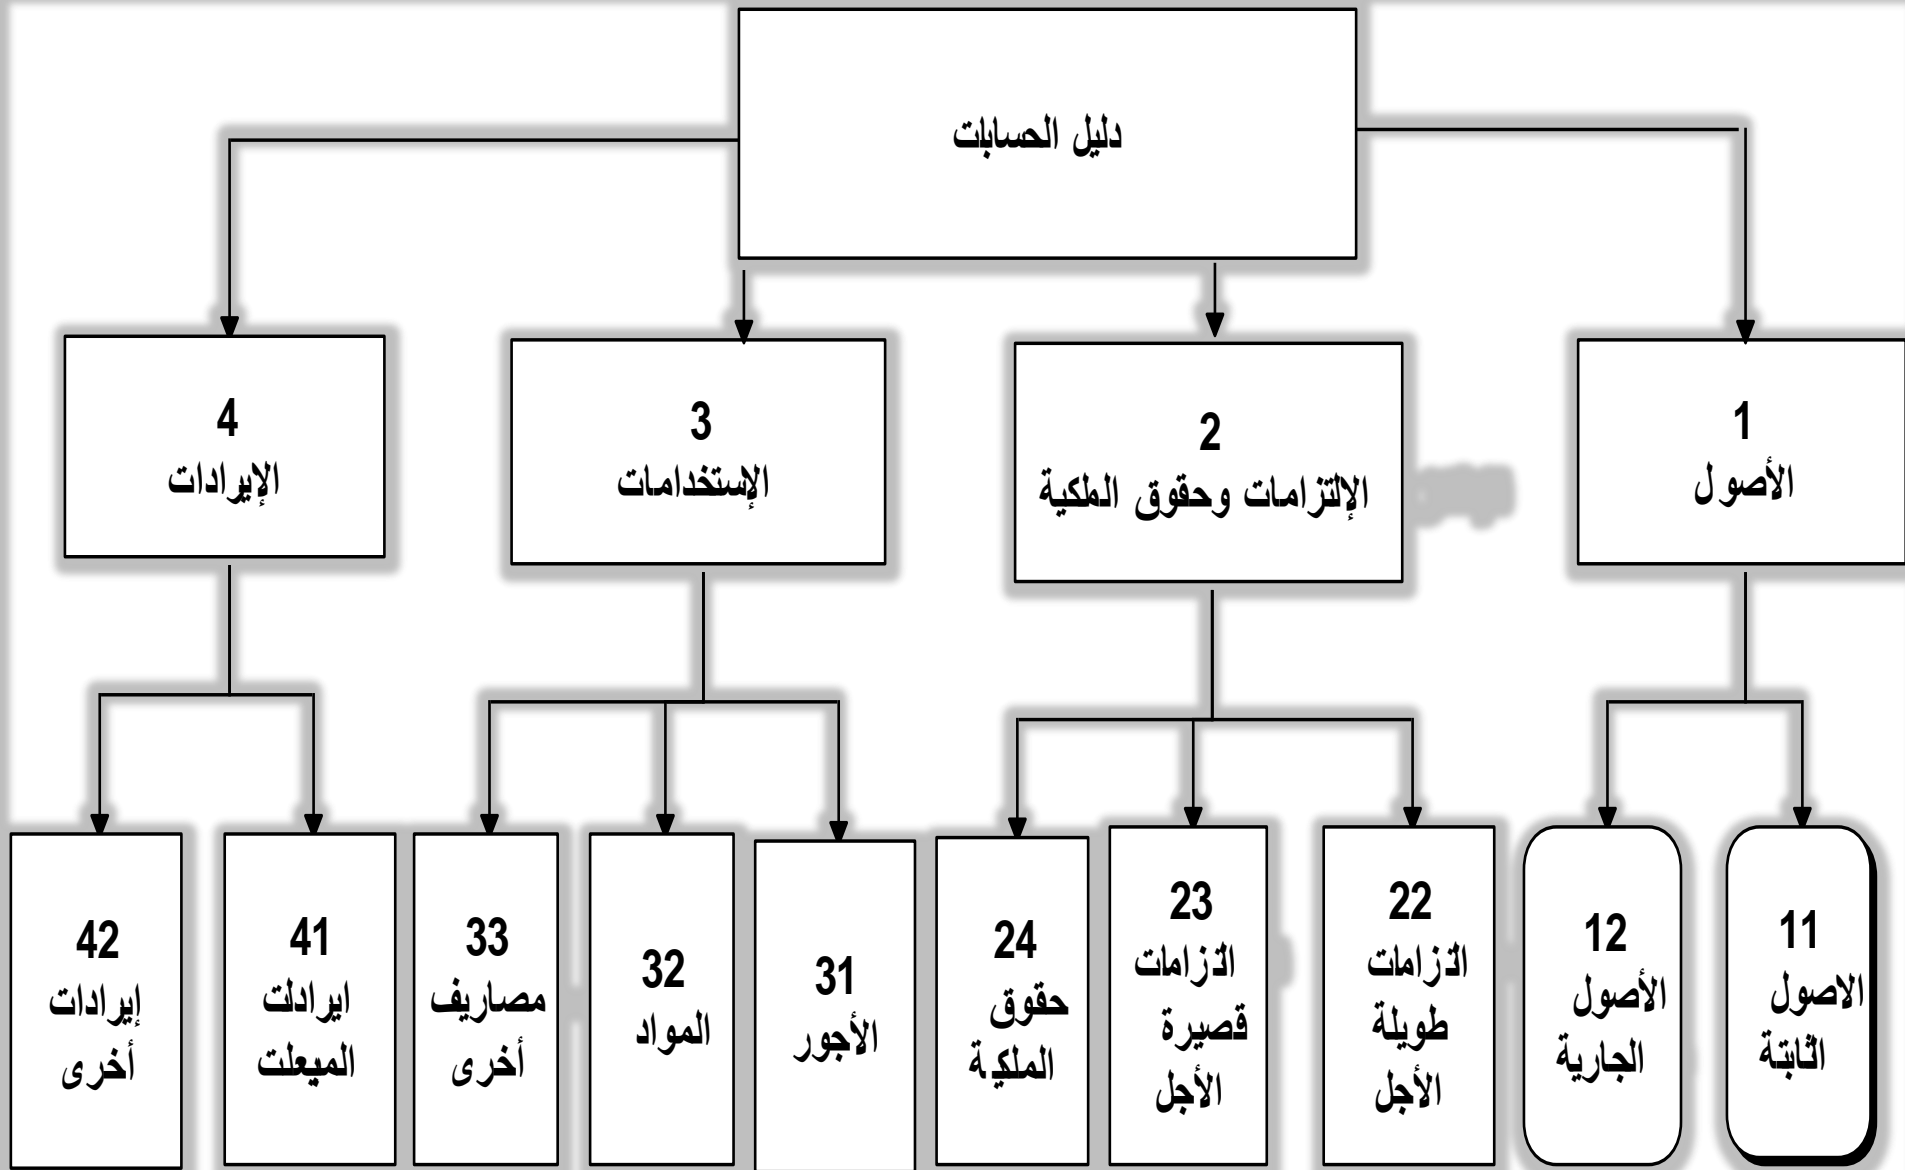 دليل الحسابات
1
الأصول
2
الإلتزامات وحقوق الملكية
3
الإستخدامات
4
الإيرادات
11
الاصول
الثابتة
12
الأصول
الجارية
22
التزامات
طويلة
الأجل
23
التزامات
قصيرة
الأجل
24
حقوق
الملكية
31
الأجور
32
المواد
33
مصاريف
أخرى
41
ايرادات
المبيعات
42
إيرادات
أخرى